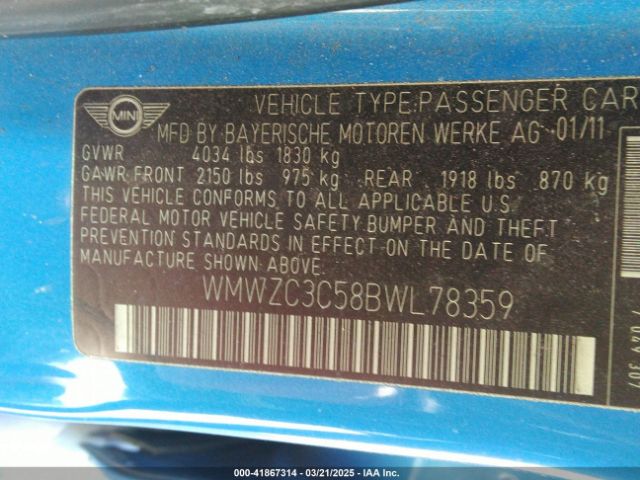 MINI
VEHICLE TYPE:PASSENGER CAR
MFD BY BAYERISCHE MOTOREN WERKE AG 01/11
GVWR 4034 lbs 1830 kg
GAWR:FRONT 2150 lbs 975 kg REAR 1918 lbs 870 kg
THIS VEHICLE CONFORMS TO ALL APPLICABLE U.S.
FEDERAL MOTOR VEHICLE SAFETY,BUMPER AND THEFT
PREVENTION STANDARDS IN EFFECT ON THE DATE OF
MANUFACTURE SHOWN ABOVE.
WMWZC3C58BWL78359
000-41867314 / 03/21/2025 - IAA Inc.